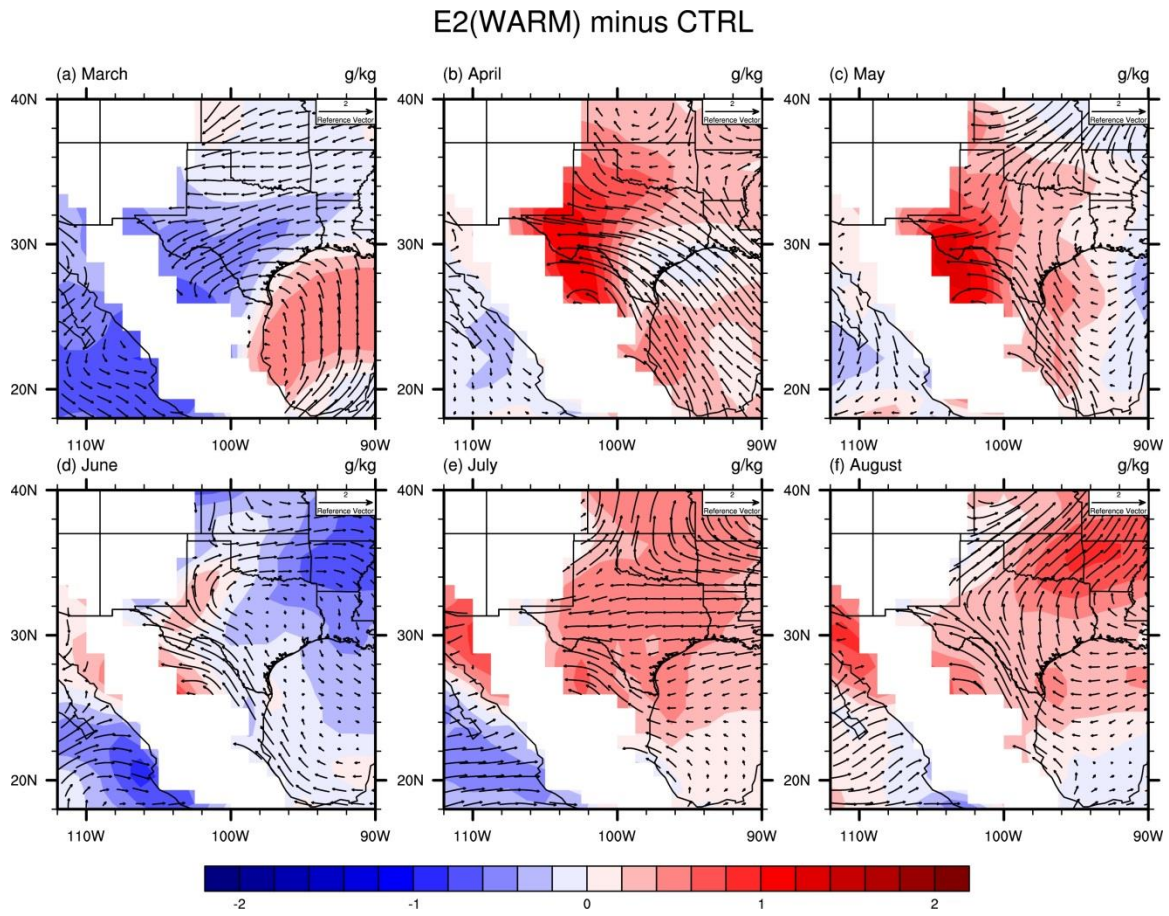 E2(WARM) minus CTRL
(a) March g/kg
(b) April g/kg
(c) May g/kg
40N
30N
20N
2
Reference Vector
2
Reference Vector
2
Reference Vector
40N
30N
20N
40N
30N
20N
110W 100W 90W
110W 100W 90W
110W 100W 90W
(d) June g/kg
(e) July g/kg
(f) August g/kg
40N
30N
20N
2
Reference Vector
2
Reference Vector
2
Reference Vector
40N
30N
20N
40N
30N
20N
110W 100W 90W
110W 100W 90W
110W 100W 90W
-2 -1 0 1 2